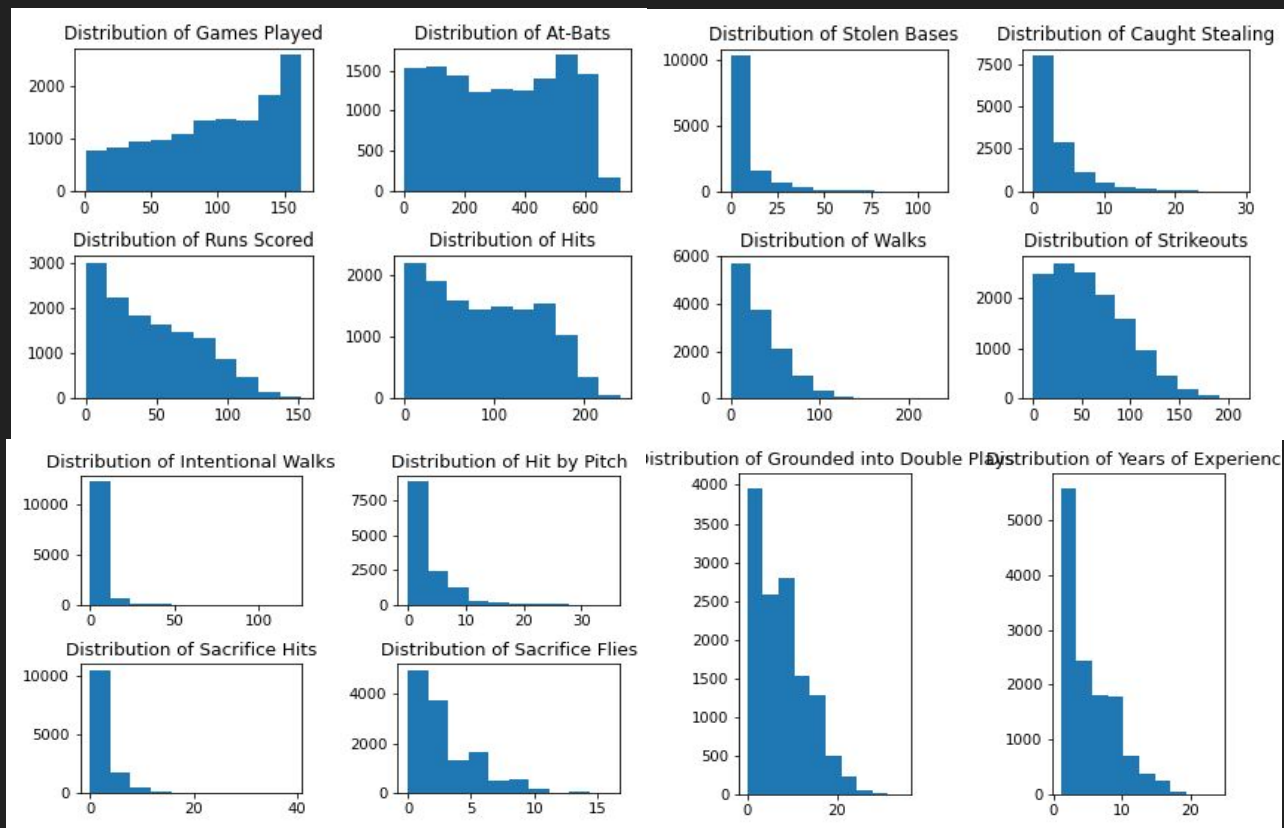 Distribution of Games Played
2000
1000
0
0 50 100 150
Distribution of At-Bats
1500
1000
500
0
0 200 400 600
Distribution of Stolen Bases
10000
5000
0
0 25 50 75 100
Distribution of Caught Stealing
7500
5000
2500
0
0 10 20 30
Distribution of Runs Scored
3000
2000
1000
0
0 50 100 150
Distribution of Hits
2000
1000
0
0 100 200
Distribution of Walks
6000
4000
2000
0
0 100 200
Distribution of Strikeouts
2000
1000
0
0 50 100 150 200
Distribution of Intentional Walks
10000
5000
0
0 50 100
Distribution of Hit by Pitch
7500
5000
2500
0
0 10 20 30
istribution of Grounded into Double Plays
4000
3500
3000
2500
2000
1500
1000
500
0
0 20
Distribution of Years of Experienc
5000
4000
3000
2000
1000
0
0 10 20
Distribution of Sacrifice Hits
10000
5000
0
0 20 40
Distribution of Sacrifice Flies
4000
2000
0
0 5 10 15